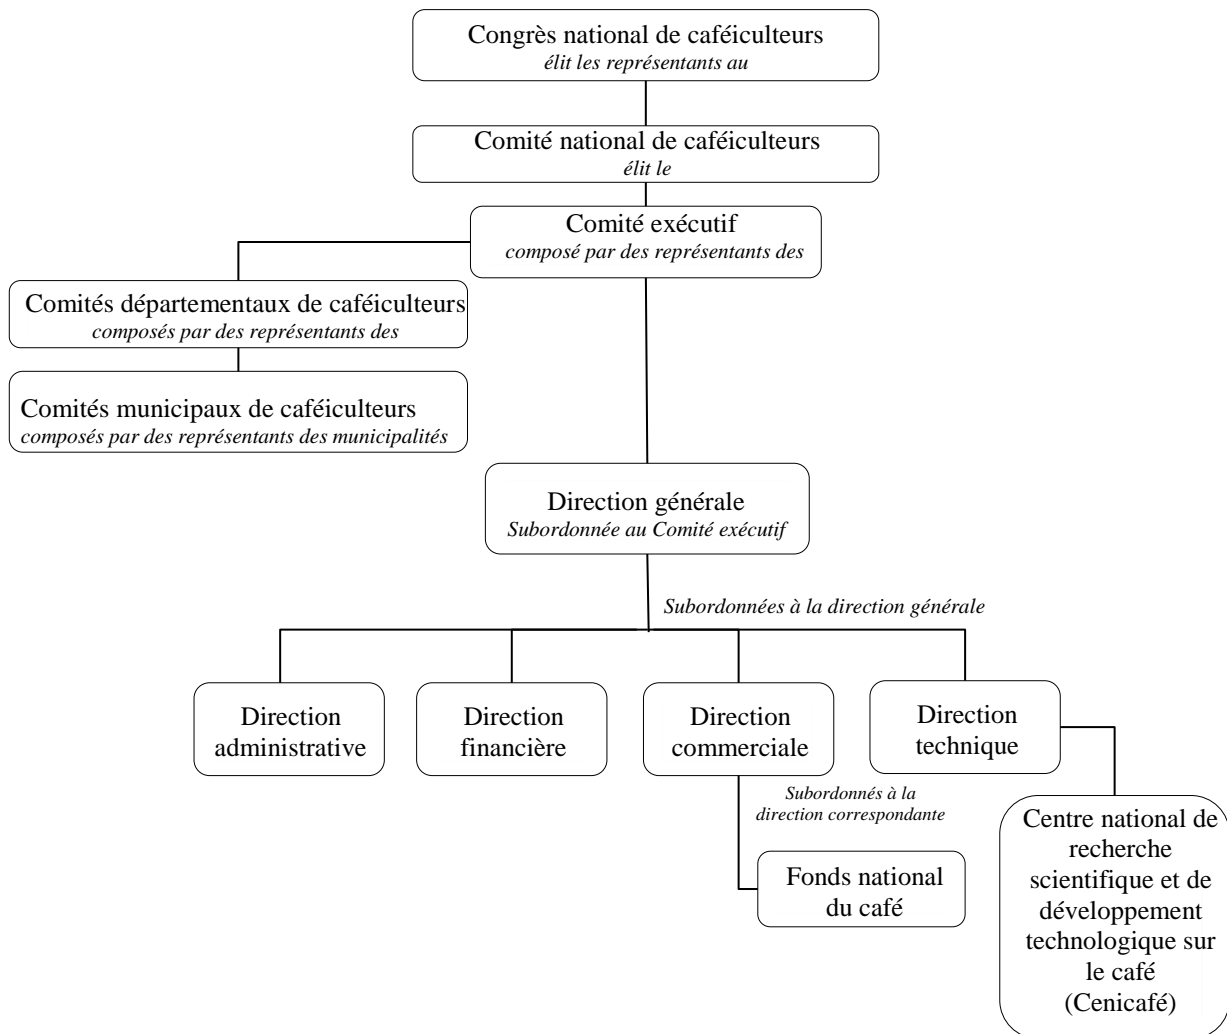 Congrès national de caféiculteurs
élit les représentants au
Comité national de caféiculteurs
élit le
Comité exécutif
composé par des représentants des
Comités départementaux de caféiculteurs
composés par des représentants des
Comités municipaux de caféiculteurs
composés par des représentants des municipalités
Direction générale
Subordonnée au Comité exécutif
Subordonnées à la direction générale
Direction
administrative
Direction
financière
Direction
commerciale
Direction
technique
Subordonnés à la
direction correspondante
Fonds national
du café
Centre national de
recherche
scientifique et de
développement
technologique sur
le café
(Cenicafé)